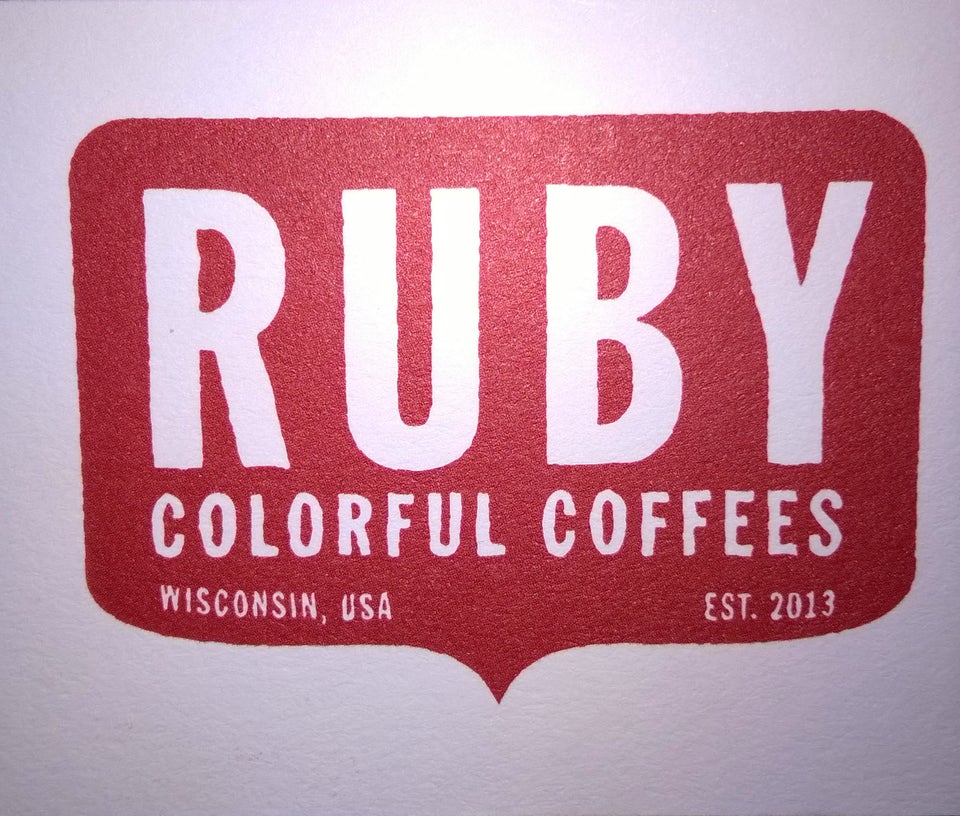 RUBY
COLORFUL COFFEES
WISCONSIN, USA EST. 2013